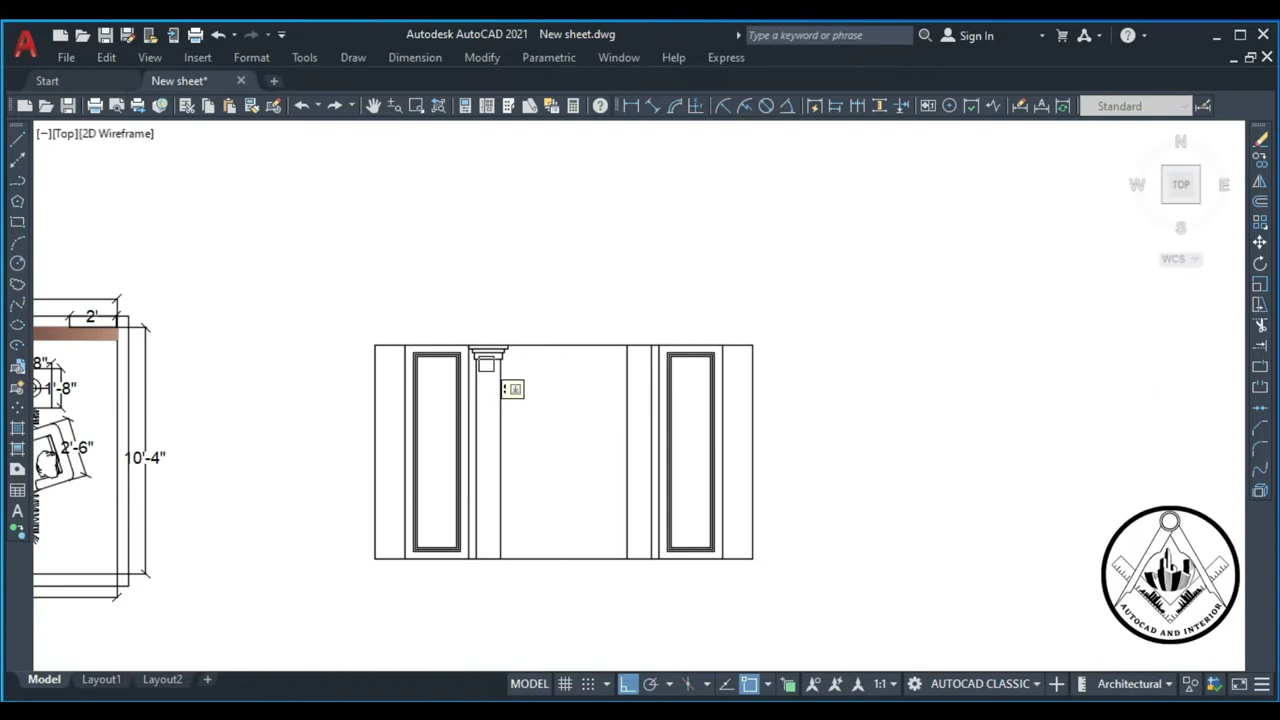 Autodesk AutoCAD 2021 New sheet.dwg
Type a keyword or phrase
Sign In
File Edit View Insert Format Tools Draw Dimension Modify Parametric Window Help Express
Start
New sheet*
Standard
[−][Top][2D Wireframe]
N
W
TOP
E
S
WCS
2'
8"
1'-8"
2'-6"
10'-4"
AUTOCAD AND INTERIOR
Model Layout1 Layout2
MODEL
1:1
AUTOCAD CLASSIC
Architectural